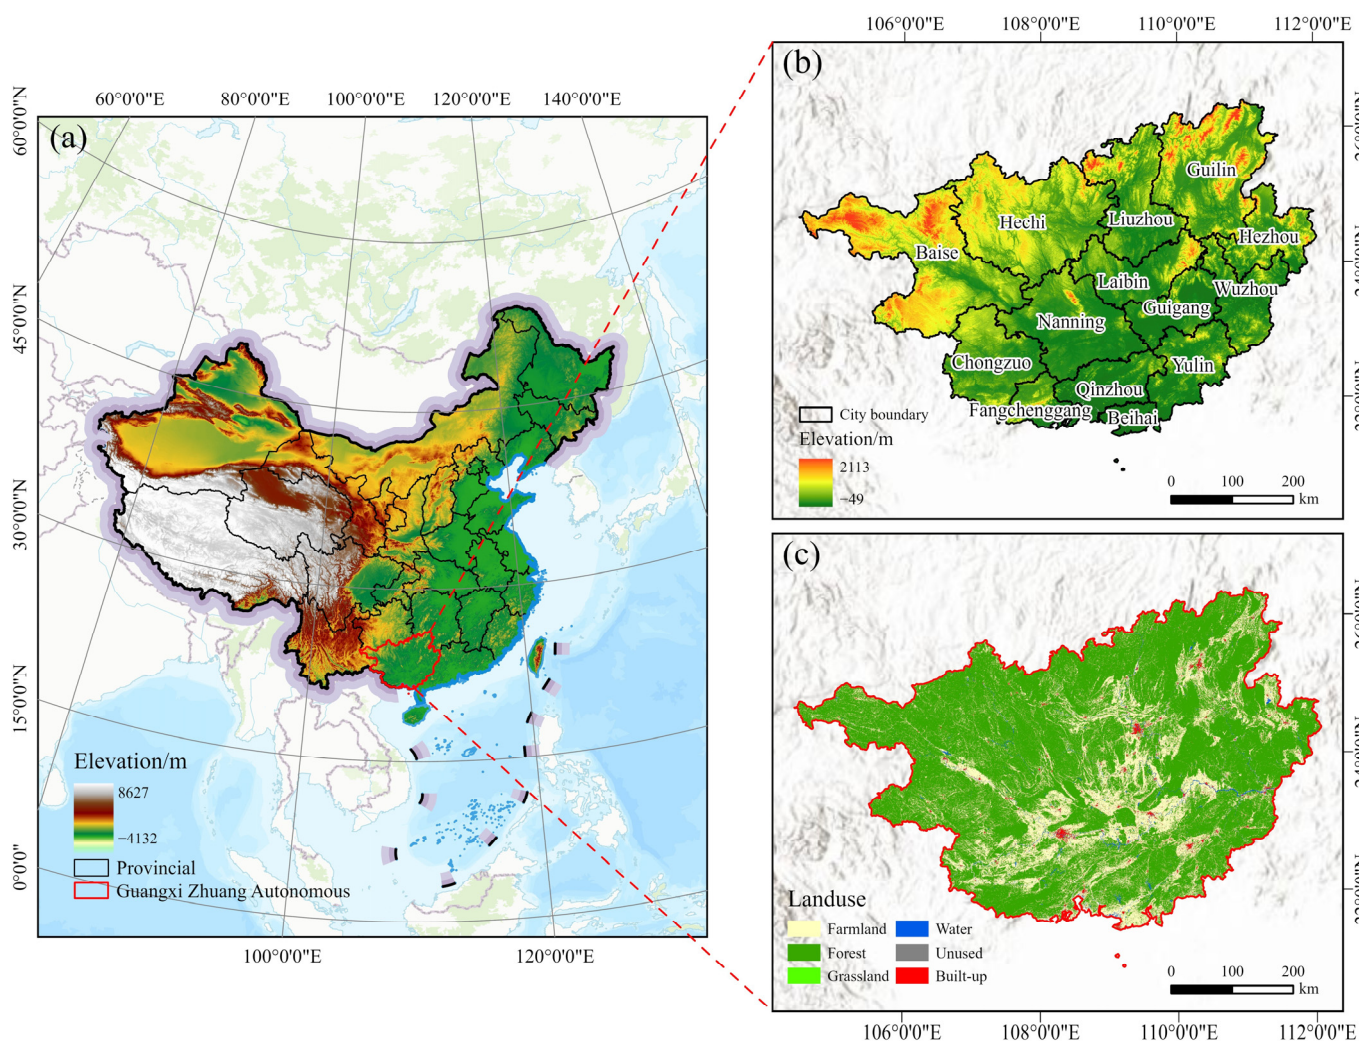 (a)
60°0'0"E 80°0'0"E 100°0'0"E 120°0'0"E 140°0'0"E
60°0'0"N
45°0'0"N
30°0'0"N
15°0'0"N
0°0'0"
Elevation/m
8627
−4132
Provincial
Guangxi Zhuang Autonomous
100°0'0"E 120°0'0"E
106°0'0"E 108°0'0"E 110°0'0"E 112°0'0"E
(b)
Guilin
Hechi
Liuzhou
Hezhou
Baise
Laibin
Wuzhou
Guigang
Nanning
Chongzuo
Yulin
Qinzhou
Fangchenggang
Beihai
City boundary
Elevation/m
2113
−49
0 100 200
km
(c)
Landuse
Farmland
Water
Forest
Unused
Grassland
Built-up
0 100 200
km
106°0'0"E 108°0'0"E 110°0'0"E 112°0'0"E